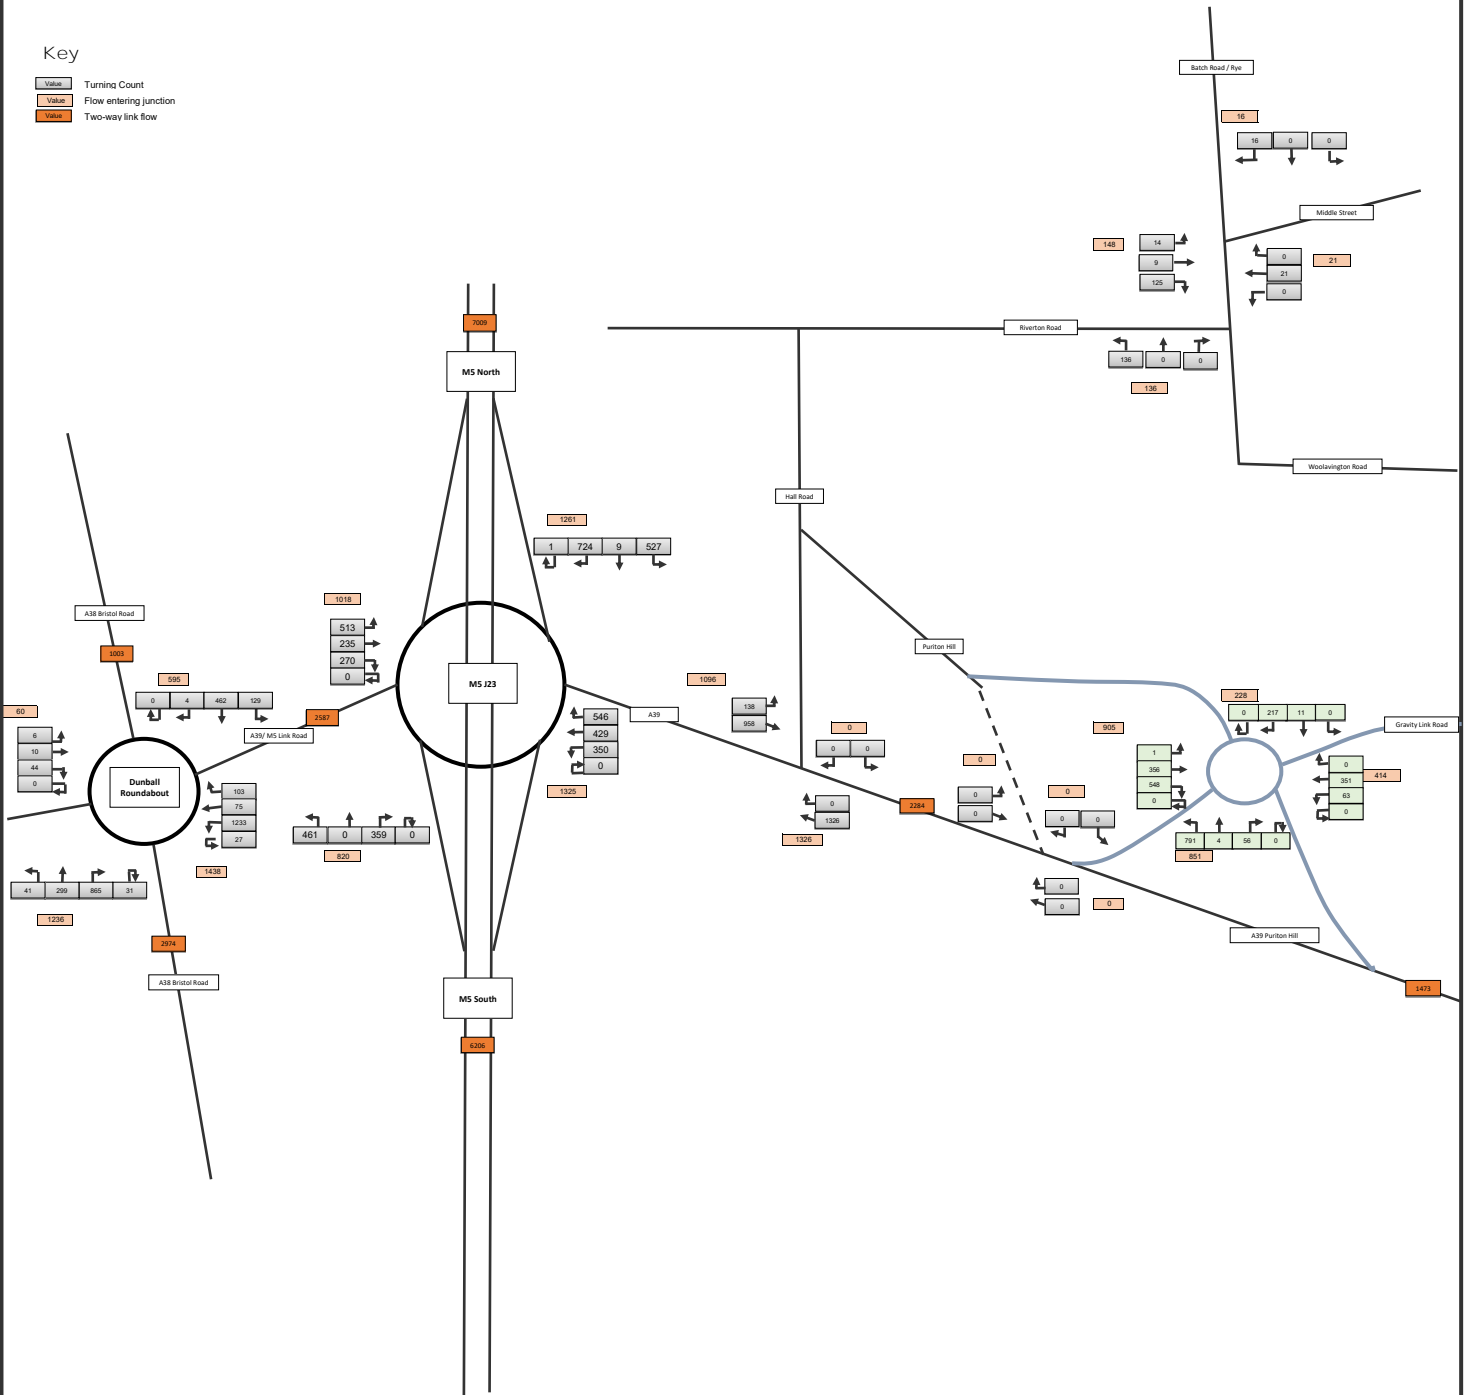 Key
Value Turning Count
Value Flow entering junction
Value Two-way link flow
Batch Road / Rye
16
16 0 0
Middle Street
148
14
9
125
0
21
0
21
7009
Riverton Road
M5 North
136 0 0
136
Woolavington Road
Hall Road
1261
1 724 9 527
1018
513
235
270
0
A38 Bristol Road
1003
595
0 4 462 129
60
6
10
44
0
2587
A39/ M5 Link Road
M5 J23
Puriton Hill
1096
138
958
A39
546
429
350
0
1325
0
0 0
228
0 217 11 0
Gravity Link Road
905
1
356
548
0
0
351
63
0
414
Dunball
Roundabout
103
75
1233
27
1438
461 0 359 0
820
0
1326
1326
2284
0
0
0
0
0 0
791 4 56 0
851
41 299 865 31
1236
0
0
0
2974
A38 Bristol Road
A39 Puriton Hill
1473
M5 South
6206